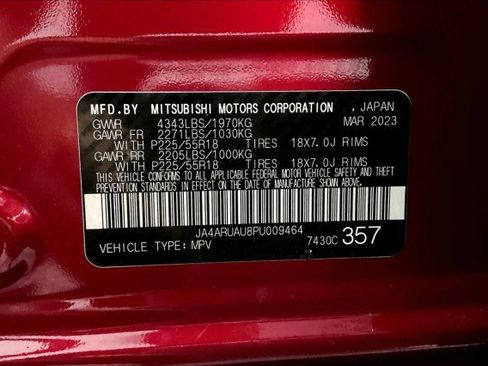 MFD.BY MITSUBISHI MOTORS CORPORATION , JAPAN
GVWR 4343LBS/1970KG MAR 2023
GAWR FR 2271LBS/1030KG
WITH P225/55R18 TIRES 18X7.0J RIMS
GAWR RR 2205LBS/1000KG
WITH P225/55R18 TIRES 18X7.0J RIMS
THIS VEHICLE CONFORMS TO ALL APPLICABLE FEDERAL MOTOR VEHICLE SAFETY AND THEFT
PREVENTION STANDARDS IN EFFECT ON THE DATE OF MANUFACTURE SHOWN ABOVE.
JA4ARUAU8PU009464
VEHICLE TYPE: MPV 7430C 357